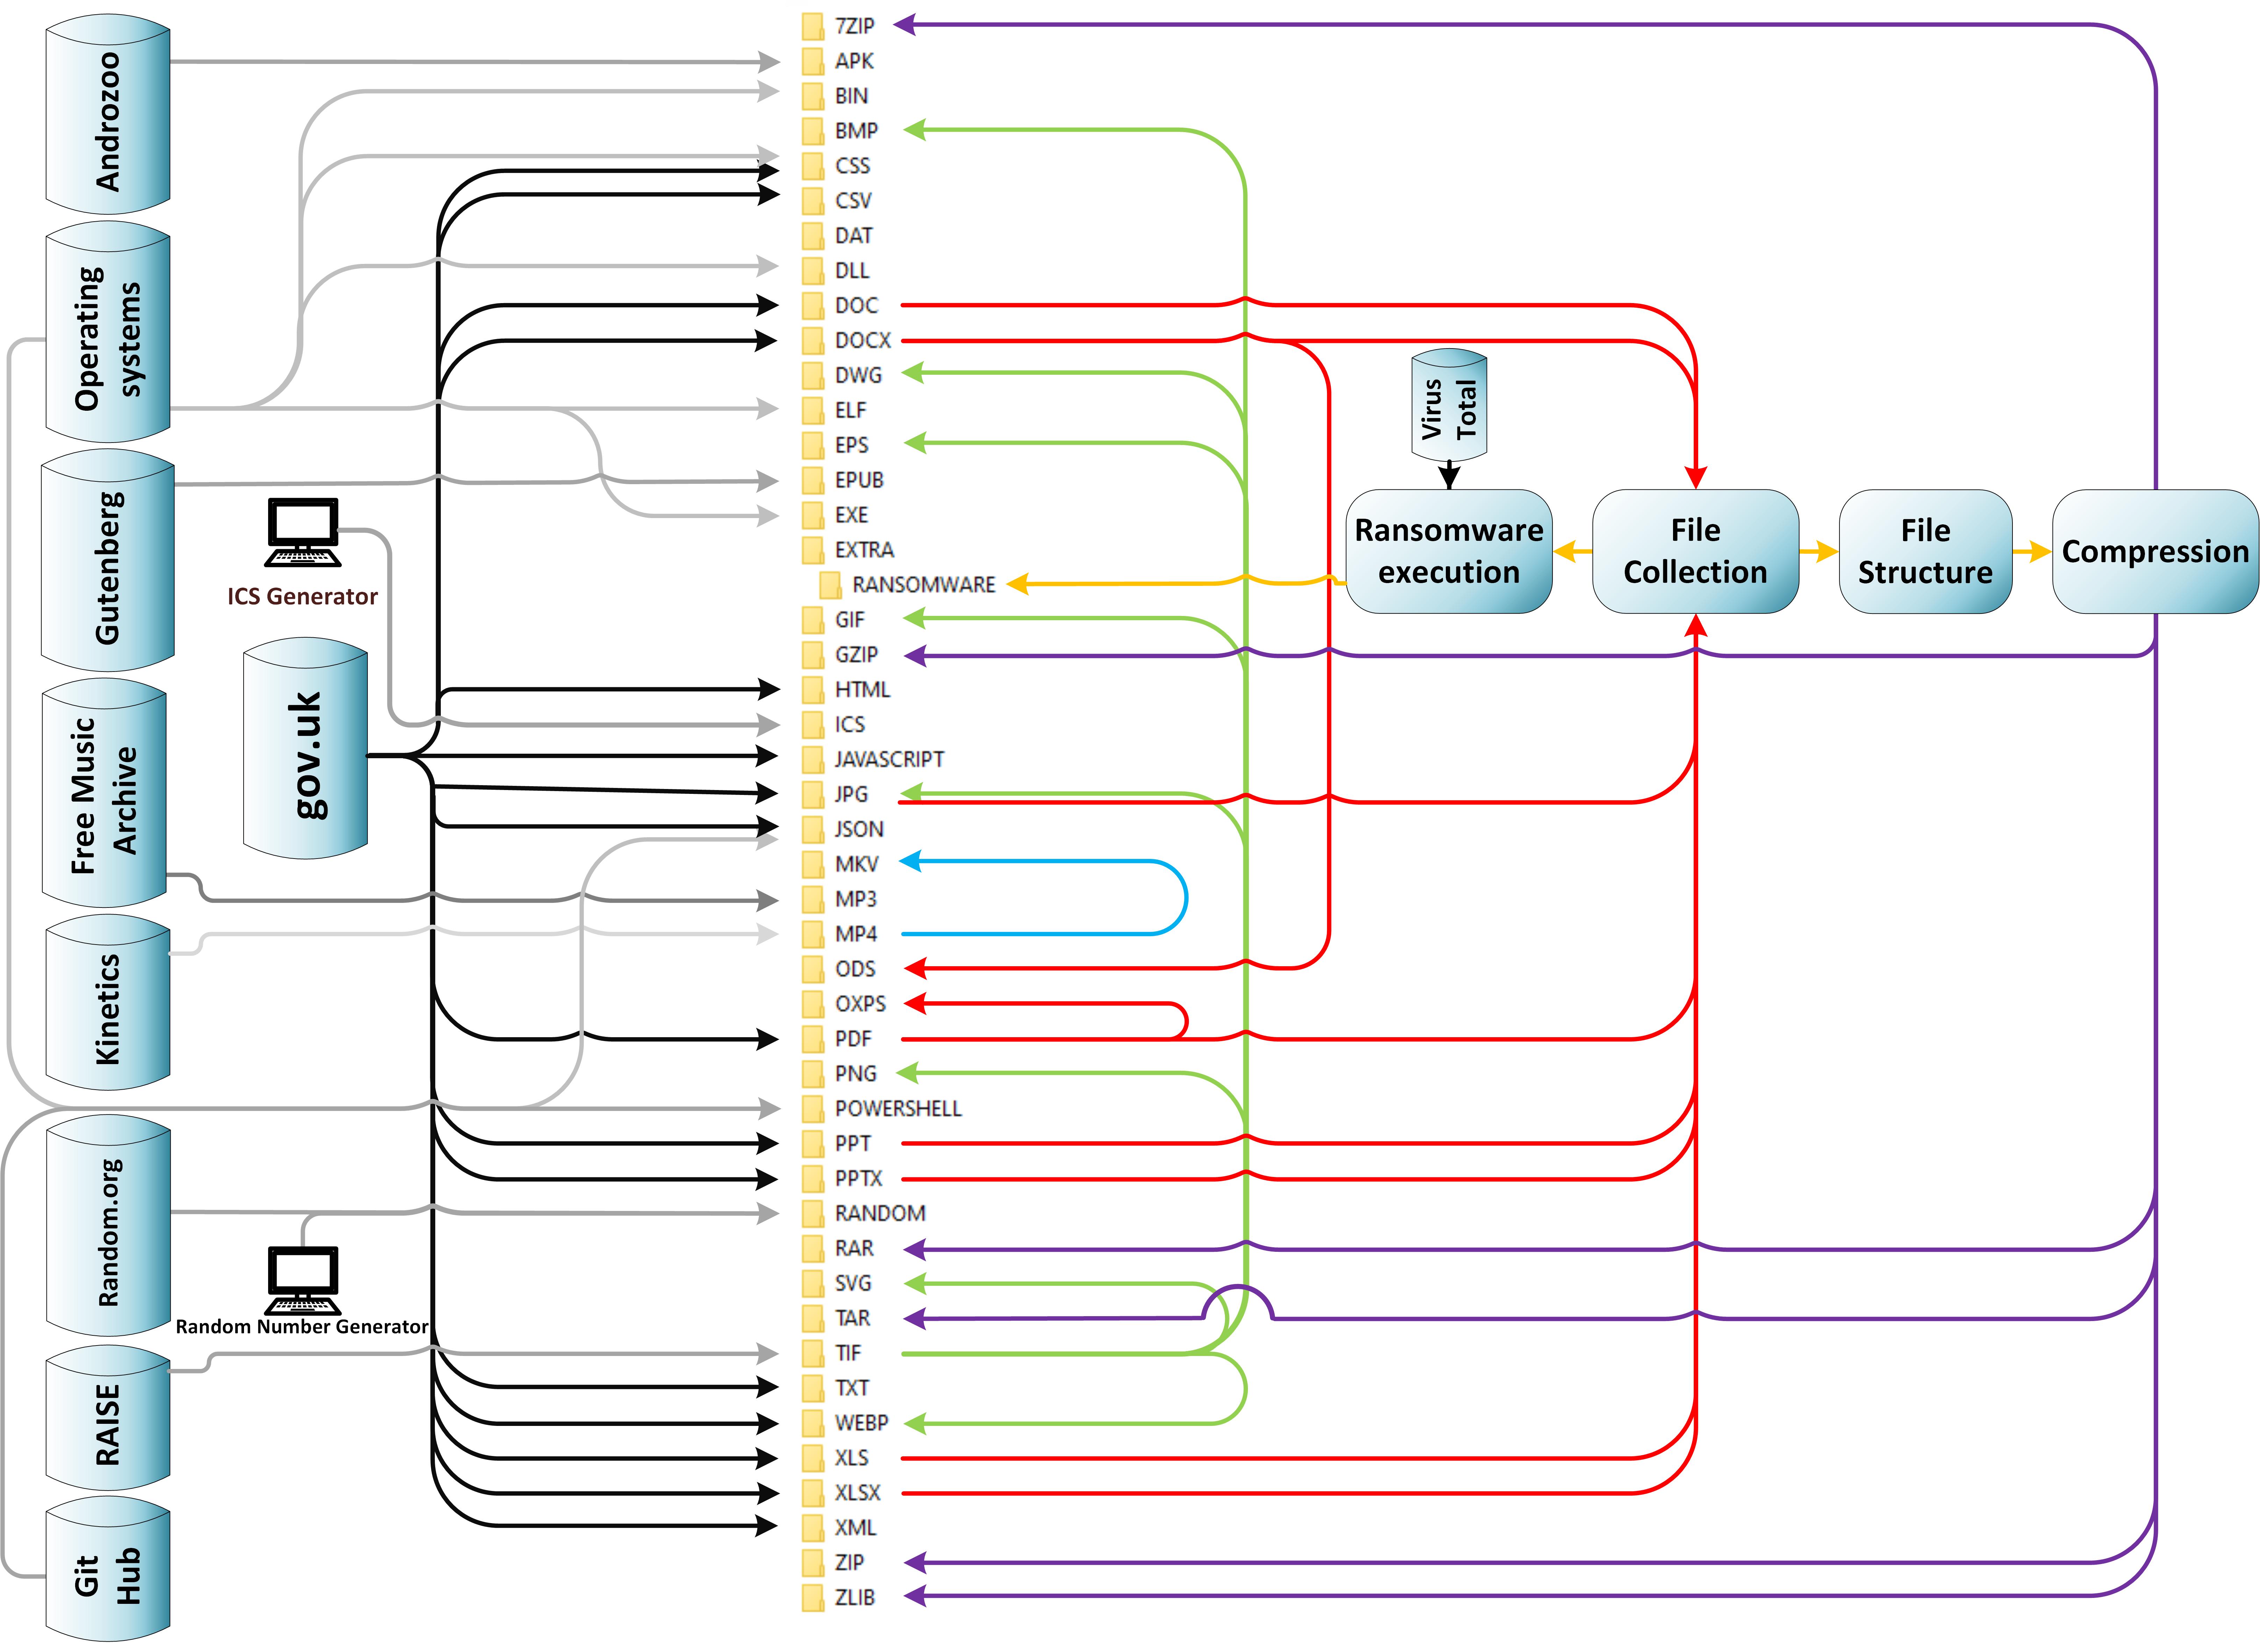 Androzoo
Operating
systems
Gutenberg
ICS Generator
gov.uk
Free Music
Archive
Kinetics
Random.org
Random Number Generator
RAISE
Git
Hub
7ZIP
APK
BIN
BMP
CSS
CSV
DAT
DLL
DOC
DOCX
DWG
ELF
EPS
EPUB
EXE
EXTRA
RANSOMWARE
GIF
GZIP
HTML
ICS
JAVASCRIPT
JPG
JSON
MKV
MP3
MP4
ODS
OXPS
PDF
PNG
POWERSHELL
PPT
PPTX
RANDOM
RAR
SVG
TAR
TIF
TXT
WEBP
XLS
XLSX
XML
ZIP
ZLIB
Virus
Total
Ransomware
execution
File
Collection
File
Structure
Compression